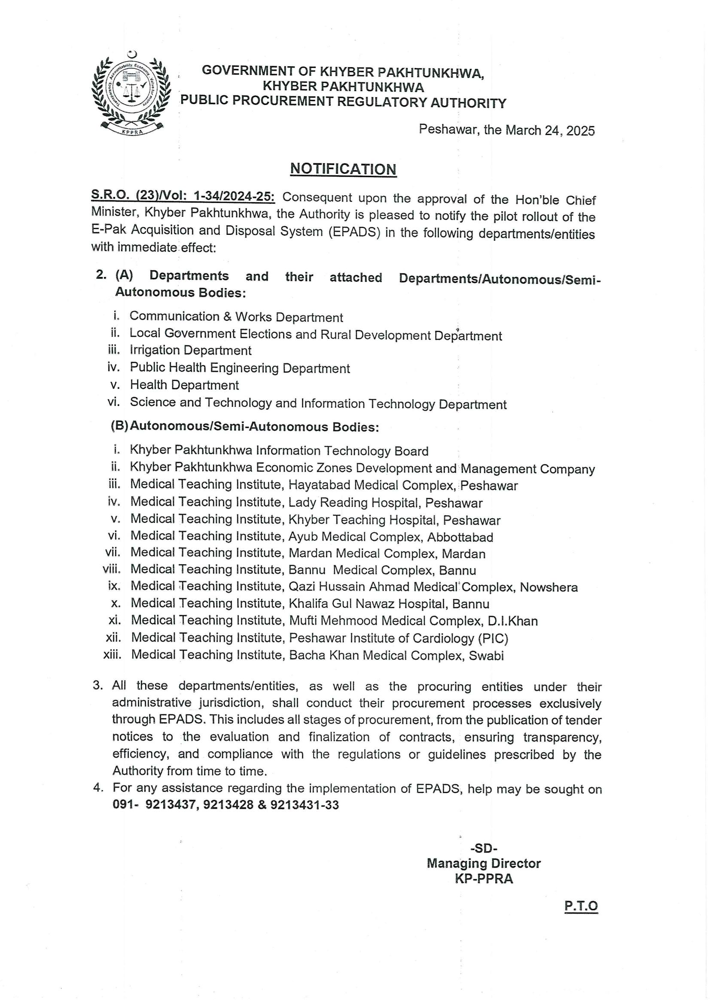 Transparency. Accountability. Economy. Value for money
KPPRA
GOVERNMENT OF KHYBER PAKHTUNKHWA,
KHYBER PAKHTUNKHWA
PUBLIC PROCUREMENT REGULATORY AUTHORITY
Peshawar, the March 24, 2025
NOTIFICATION
S.R.O. (23)/Vol: 1-34/2024-25: Consequent upon the approval of the Hon'ble Chief
Minister, Khyber Pakhtunkhwa, the Authority is pleased to notify the pilot rollout of the
E-Pak Acquisition and Disposal System (EPADS) in the following departments/entities
with immediate effect:
2. (A) Departments and their attached Departments/Autonomous/Semi-
Autonomous Bodies:
i. Communication & Works Department
ii. Local Government Elections and Rural Development Department
iii. Irrigation Department
iv. Public Health Engineering Department
v. Health Department
vi. Science and Technology and Information Technology Department
(B) Autonomous/Semi-Autonomous Bodies:
i. Khyber Pakhtunkhwa Information Technology Board
ii. Khyber Pakhtunkhwa Economic Zones Development and Management Company
iii. Medical Teaching Institute, Hayatabad Medical Complex, Peshawar
iv. Medical Teaching Institute, Lady Reading Hospital, Peshawar
v. Medical Teaching Institute, Khyber Teaching Hospital, Peshawar
vi. Medical Teaching Institute, Ayub Medical Complex, Abbottabad
vii. Medical Teaching Institute, Mardan Medical Complex, Mardan
viii. Medical Teaching Institute, Bannu Medical Complex, Bannu
ix. Medical Teaching Institute, Qazi Hussain Ahmad Medical Complex, Nowshera
x. Medical Teaching Institute, Khalifa Gul Nawaz Hospital, Bannu
xi. Medical Teaching Institute, Mufti Mehmood Medical Complex, D.I.Khan
xii. Medical Teaching Institute, Peshawar Institute of Cardiology (PIC)
xiii. Medical Teaching Institute, Bacha Khan Medical Complex, Swabi
3. All these departments/entities, as well as the procuring entities under their
administrative jurisdiction, shall conduct their procurement processes exclusively
through EPADS. This includes all stages of procurement, from the publication of tender
notices to the evaluation and finalization of contracts, ensuring transparency,
efficiency, and compliance with the regulations or guidelines prescribed by the
Authority from time to time.
4. For any assistance regarding the implementation of EPADS, help may be sought on
091- 9213437, 9213428 & 9213431-33
-SD-
Managing Director
KP-PPRA
P.T.O